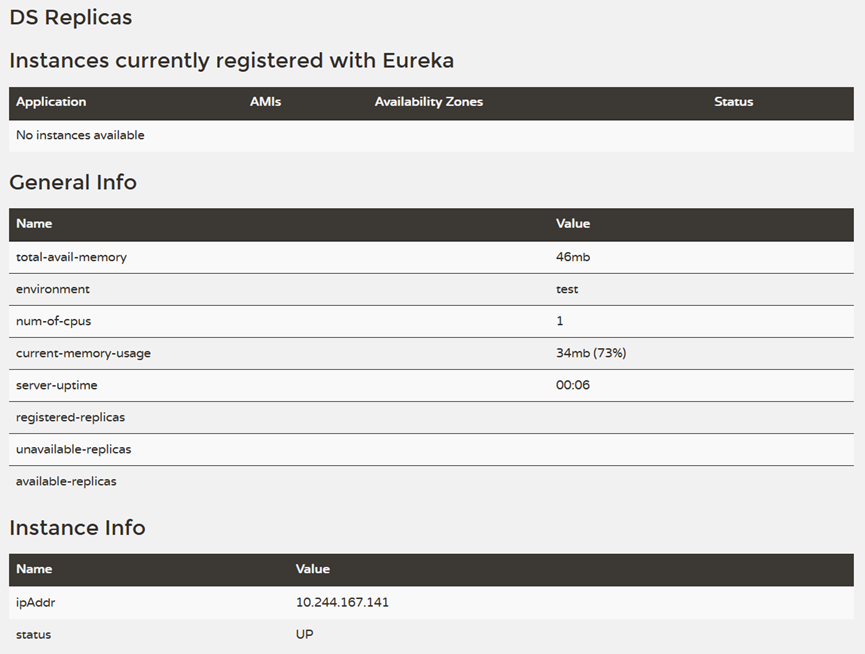 DS Replicas
Instances currently registered with Eureka
Application AMIs Availability Zones Status
No instances available
General Info
Name Value
total-avail-memory 46mb
environment test
num-of-cpus 1
current-memory-usage 34mb (73%)
server-uptime 00:06
registered-replicas
unavailable-replicas
available-replicas
Instance Info
Name Value
ipAddr 10.244.167.141
status UP